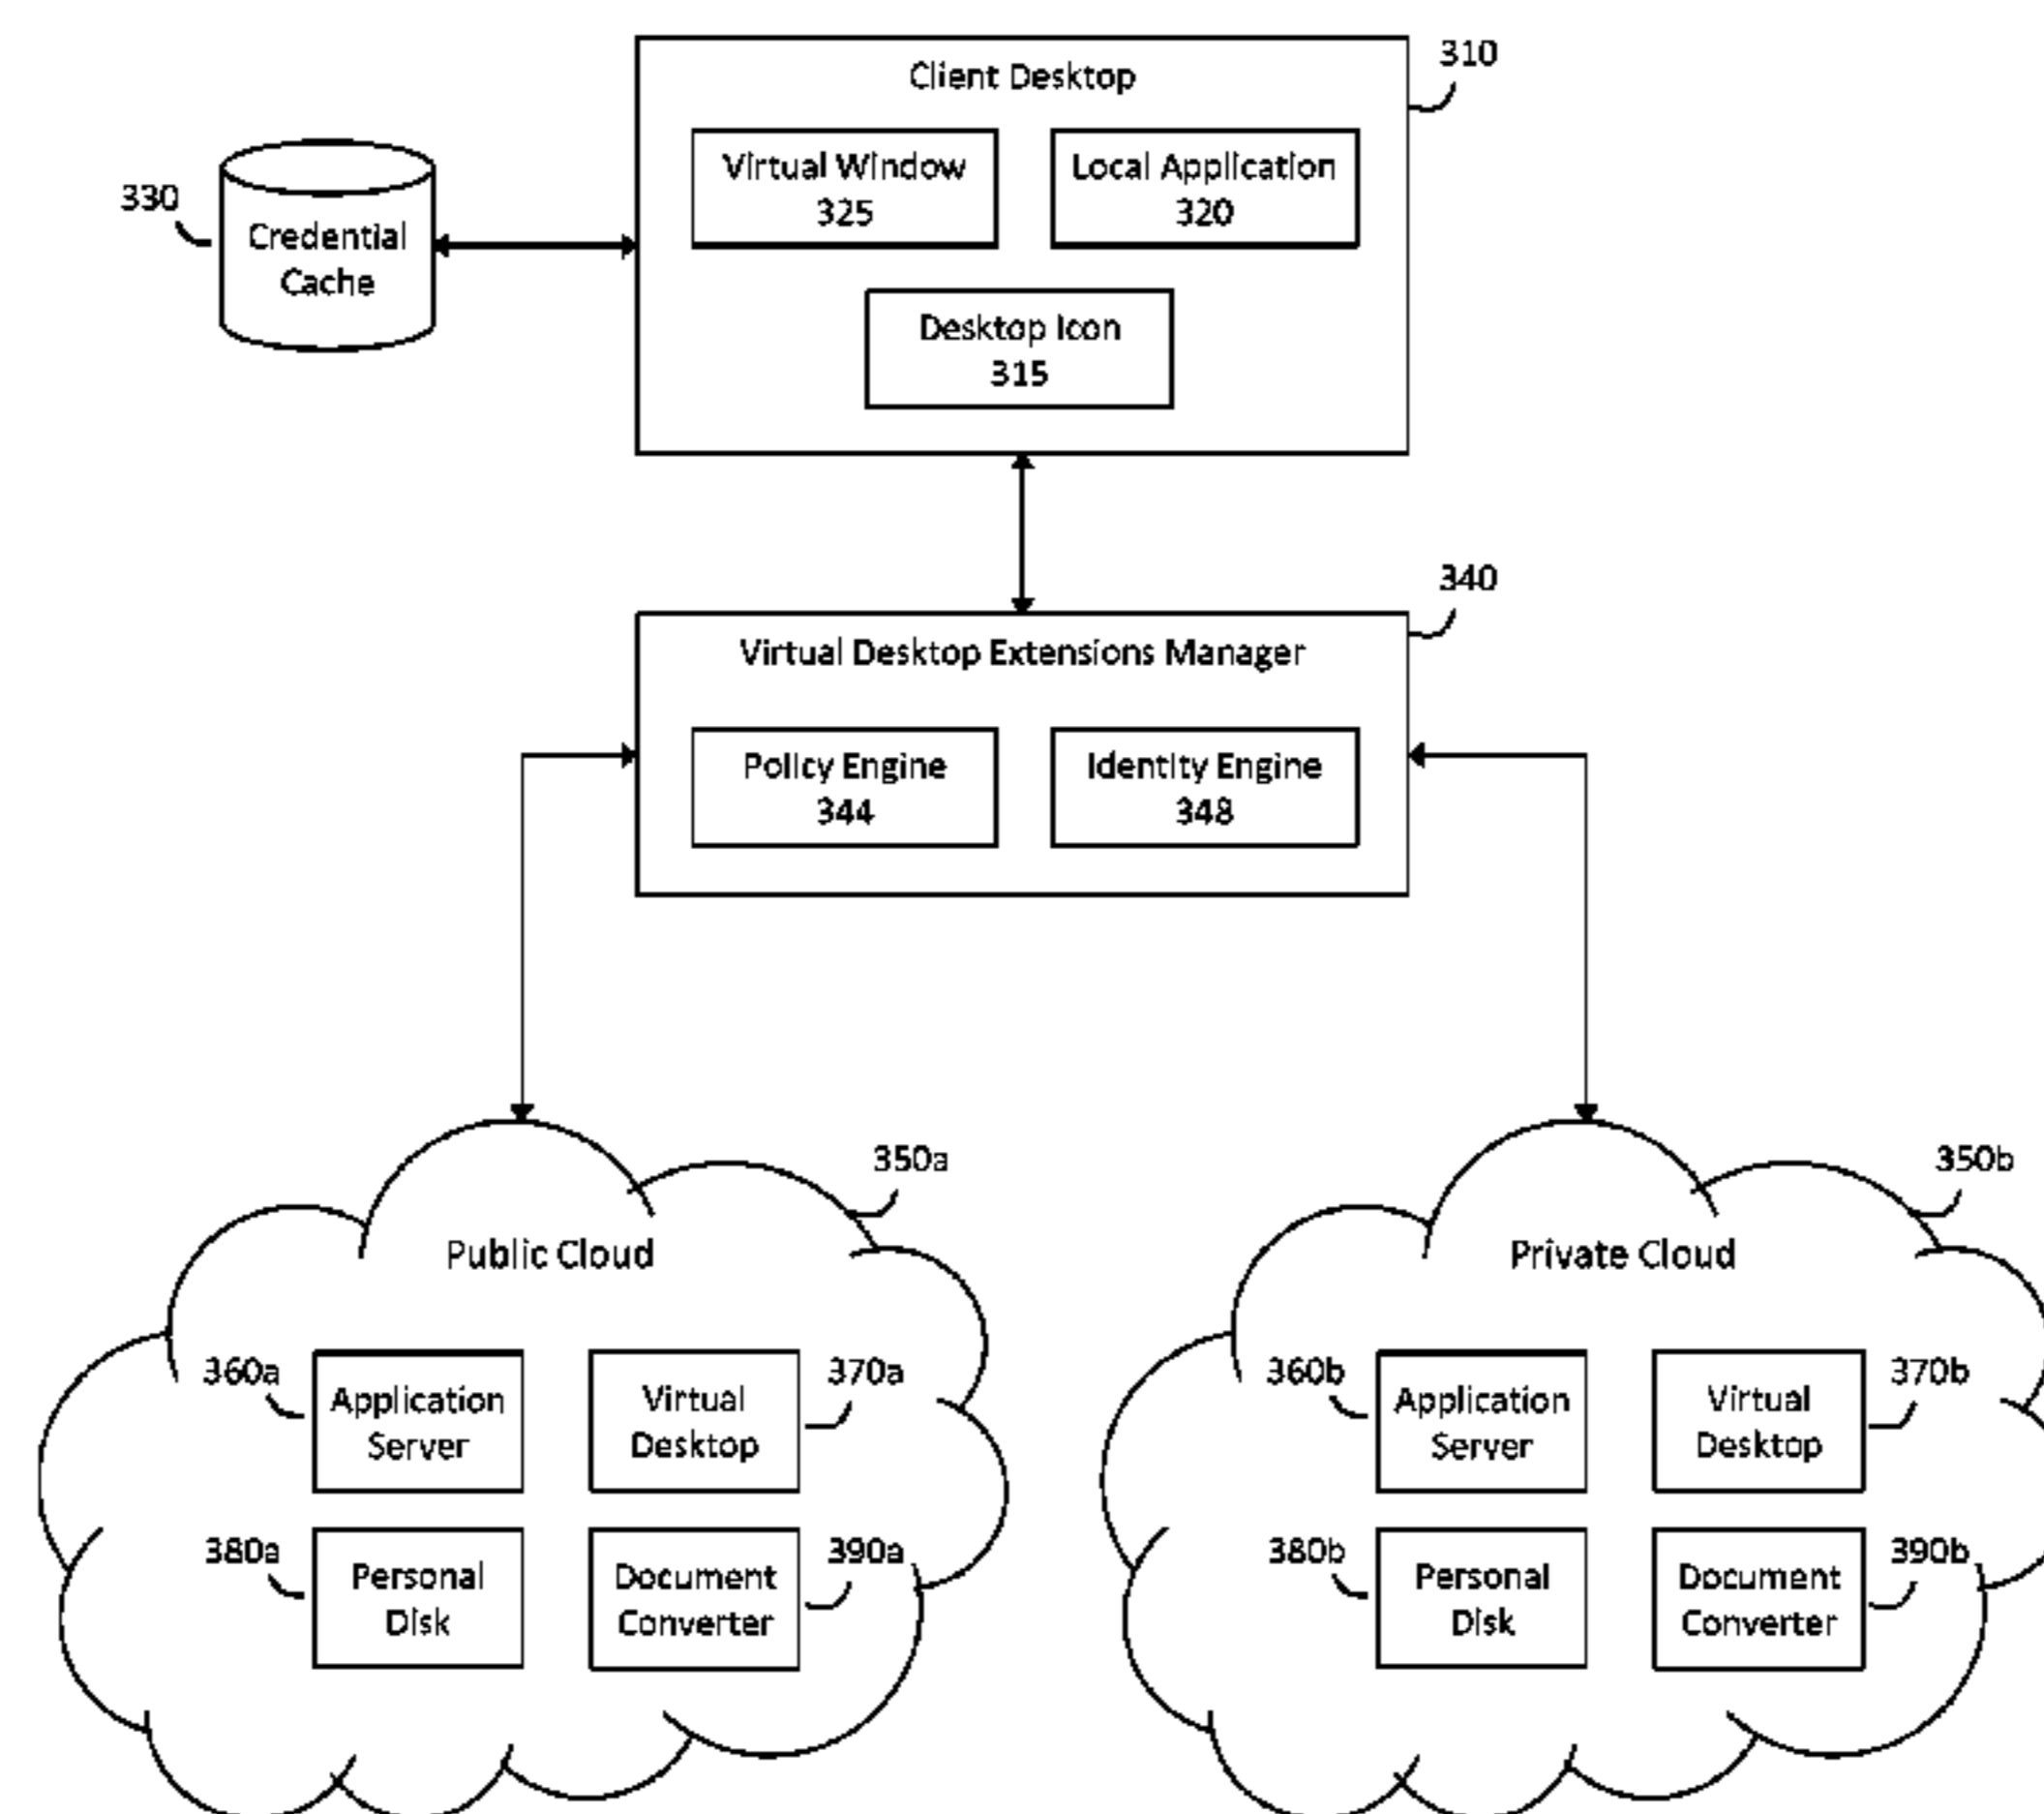 310
Client Desktop
Virtual Window
325
Local Application
320
330
Credential
Cache
Desktop Icon
315
340
Virtual Desktop Extensions Manager
Policy Engine
344
Identity Engine
348
350a
Public Cloud
360a
Application
Server
Virtual
Desktop
370a
380a
Personal
Disk
Document
Converter
390a
350b
Private Cloud
360b
Application
Server
Virtual
Desktop
370b
380b
Personal
Disk
Document
Converter
390b